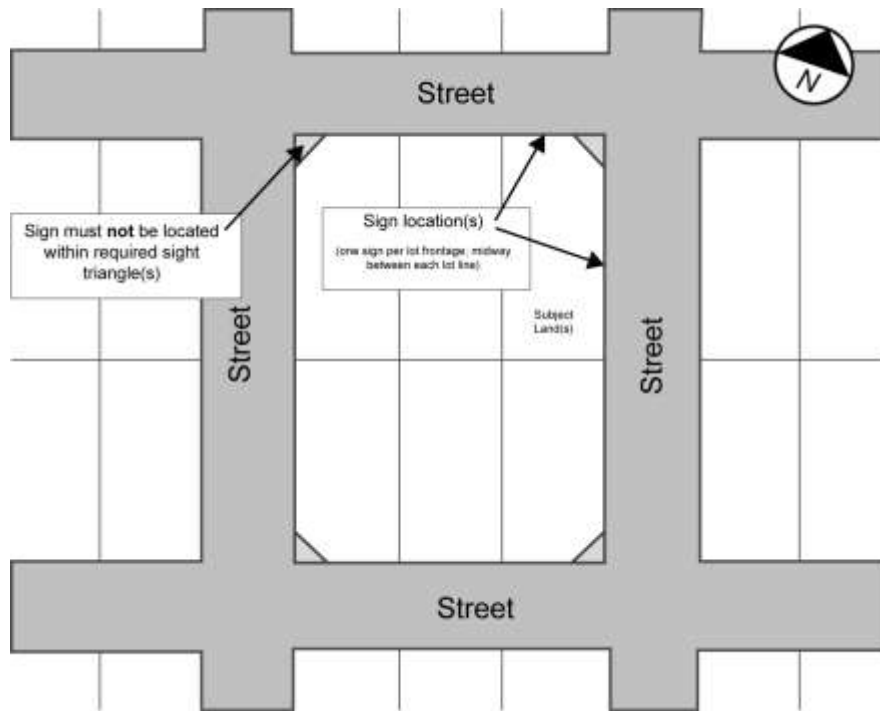 Street
N
Sign must not be located
within required sight
triangle(s)
Sign location(s)
(one sign per lot frontage, midway
between each lot line)
Subject
Land(s)
Street
Street
Street